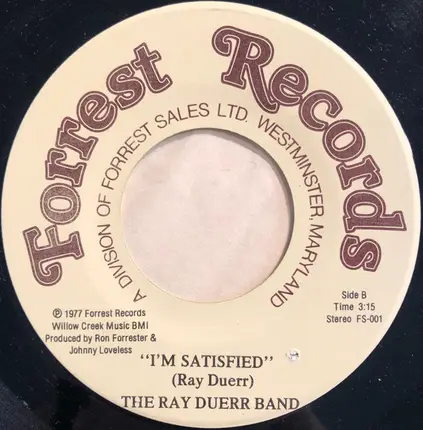 Forrest Records
A DIVISION OF FORREST SALES LTD. WESTMINSTER, MARYLAND
Side B
Time 3:15
Stereo FS-001
℗ 1977 Forrest Records
Willow Creek Music BMI
Produced by Ron Forrester &
Johnny Loveless
"I'M SATISFIED"
(Ray Duerr)
THE RAY DUERR BAND